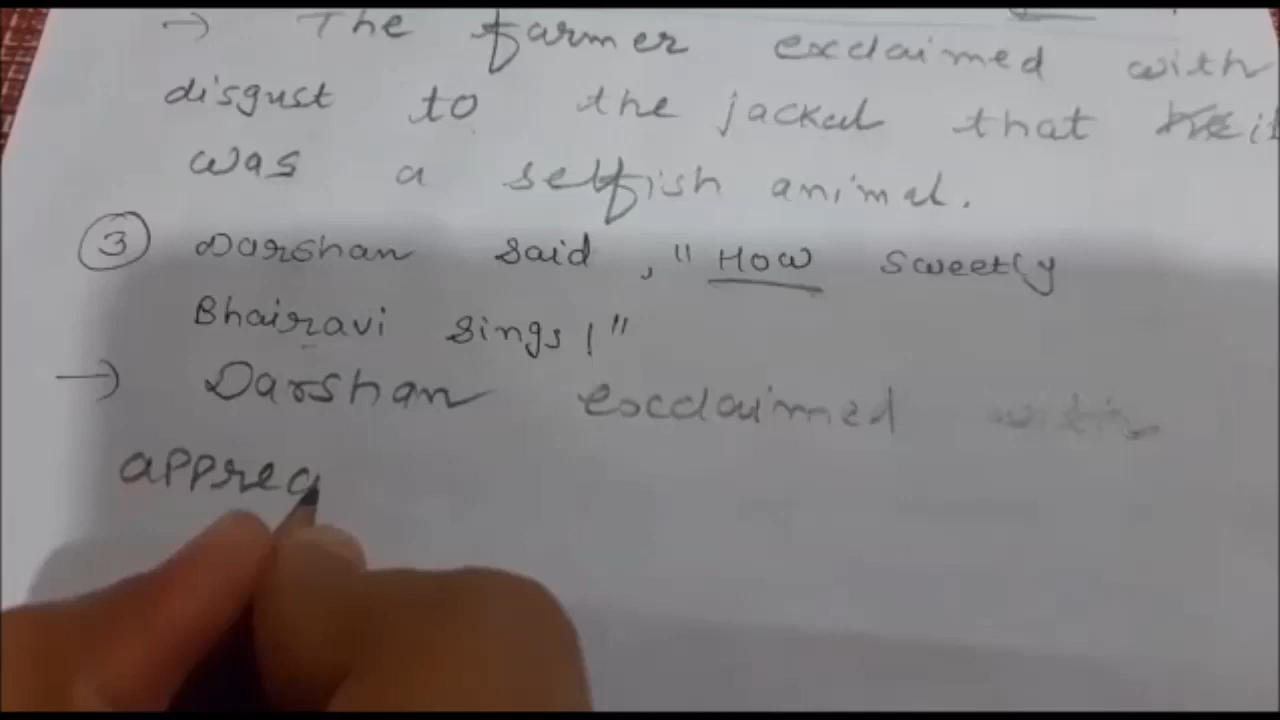 → The farmer exclaimed with
disgust to the jackal that
was a selfish animal.
③ Darshan said, "How sweetly
Bhairavi sings!"
→ Darshan exclaimed with
apprec